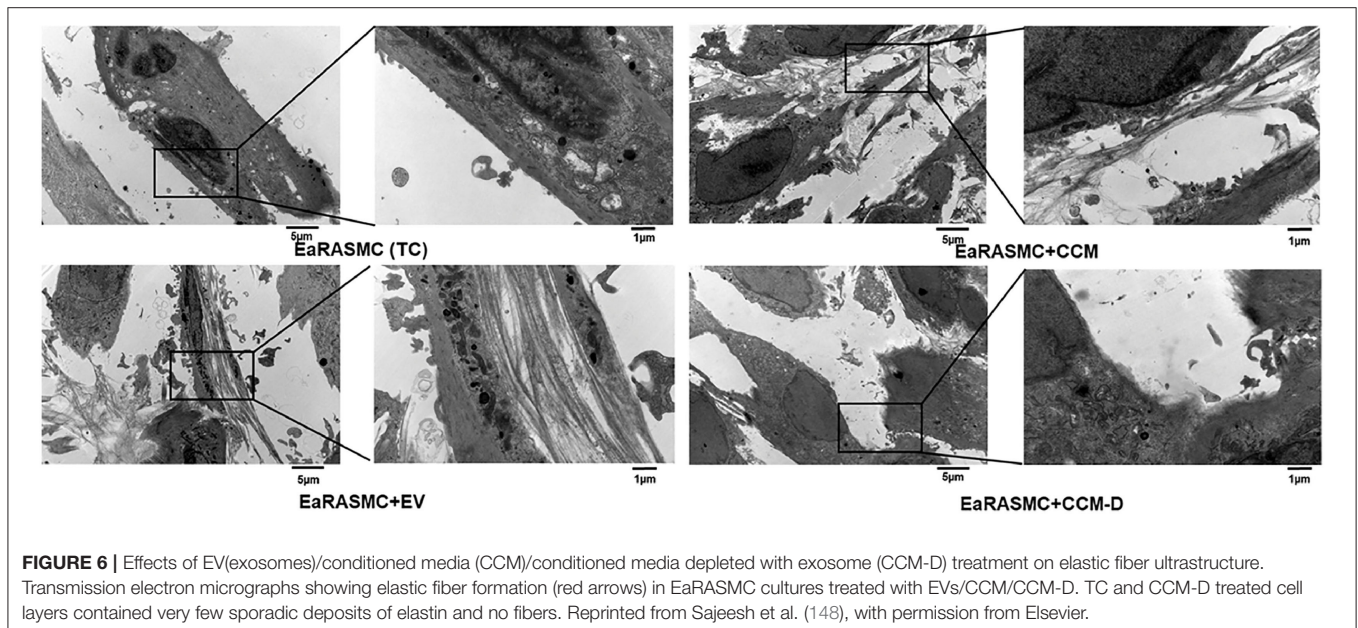 5µm
1µm
EaRASMC (TC)
5µm
1µm
EaRASMC+CCM
5µm
1µm
EaRASMC+EV
5µm
1µm
EaRASMC+CCM-D
FIGURE 6 | Effects of EV(exosomes)/conditioned media (CCM)/conditioned media depleted with exosome (CCM-D) treatment on elastic fiber ultrastructure.
Transmission electron micrographs showing elastic fiber formation (red arrows) in EaRASMC cultures treated with EVs/CCM/CCM-D. TC and CCM-D treated cell
layers contained very few sporadic deposits of elastin and no fibers. Reprinted from Sajeesh et al. (148), with permission from Elsevier.